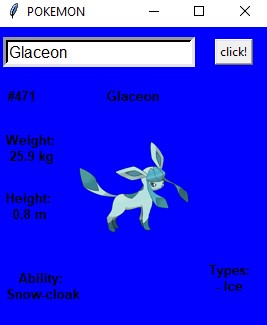 POKEMON
Glaceon
click!
#471 Glaceon
Weight:
25.9 kg
Height:
0.8 m
Types:
- Ice
Ability:
Snow-cloak